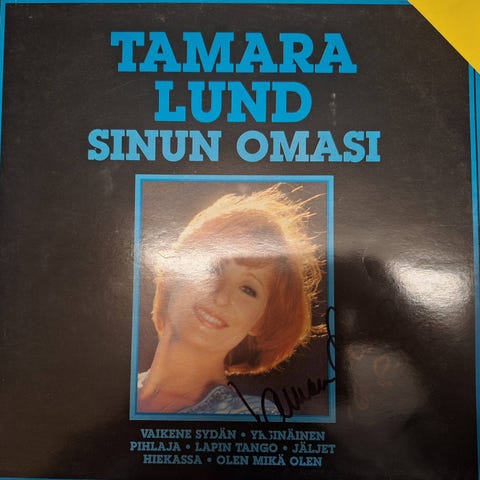 TAMARA
LUND
SINUN OMASI
VAIKENE SYDÄN • YKSINÄINEN
PIHLAJA • LAPIN TANGO • JÄLJET
HIEKASSA • OLEN MIKÄ OLEN